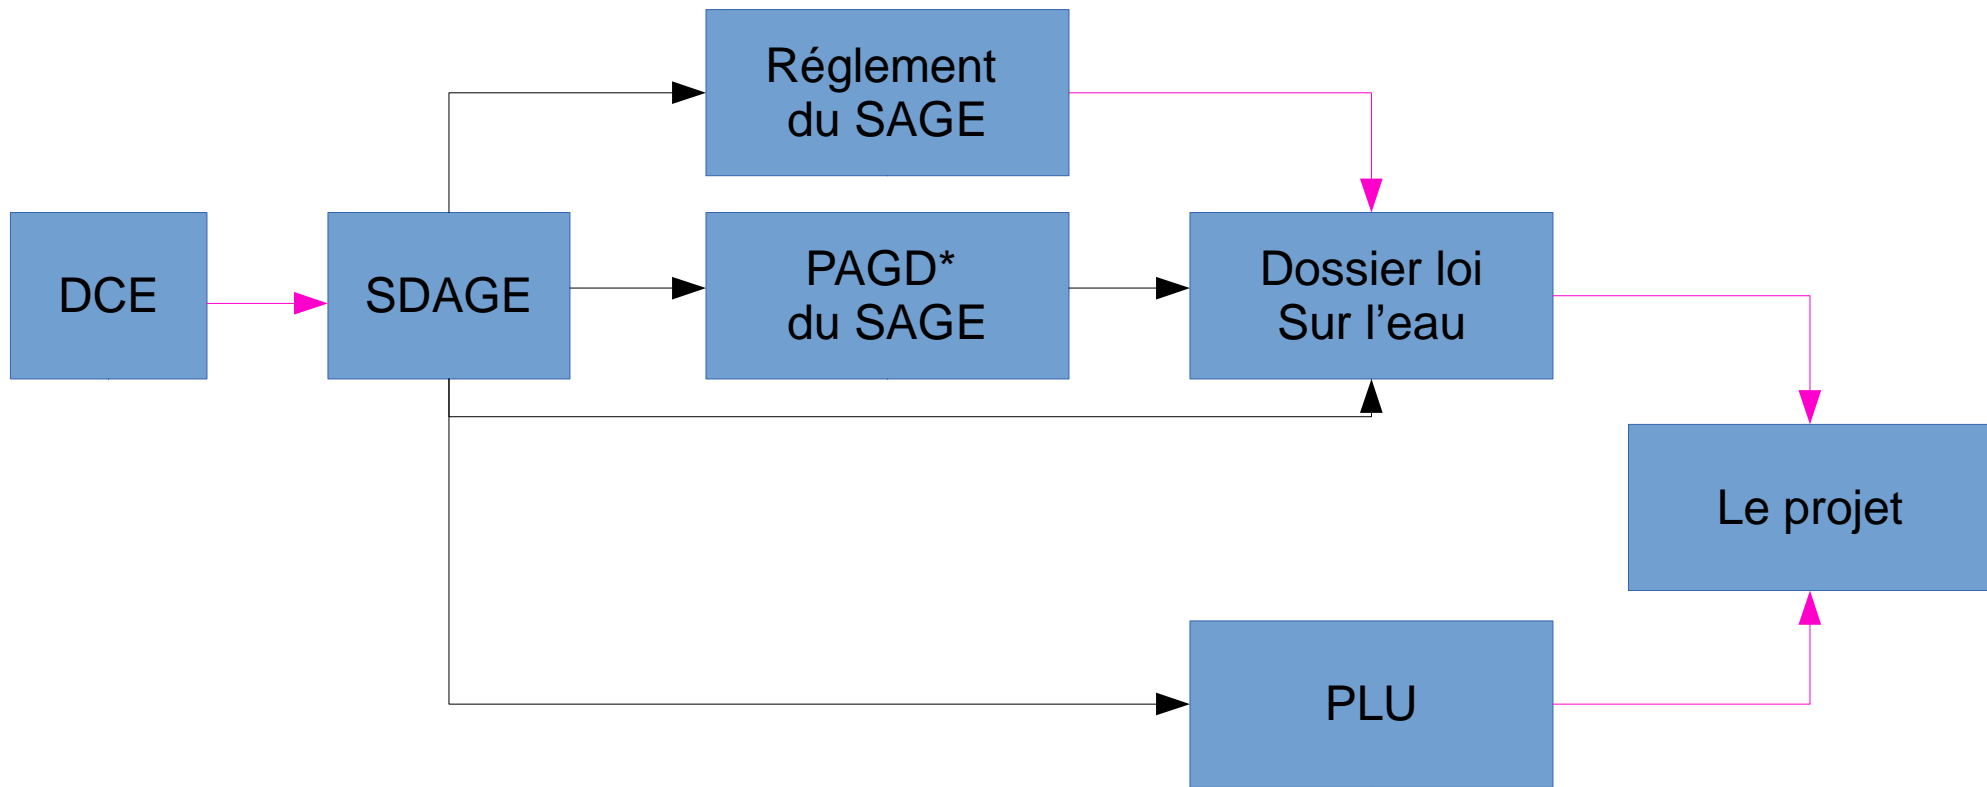 Réglement
du SAGE
DCE
SDAGE
PAGD*
du SAGE
Dossier loi
Sur l’eau
Le projet
PLU